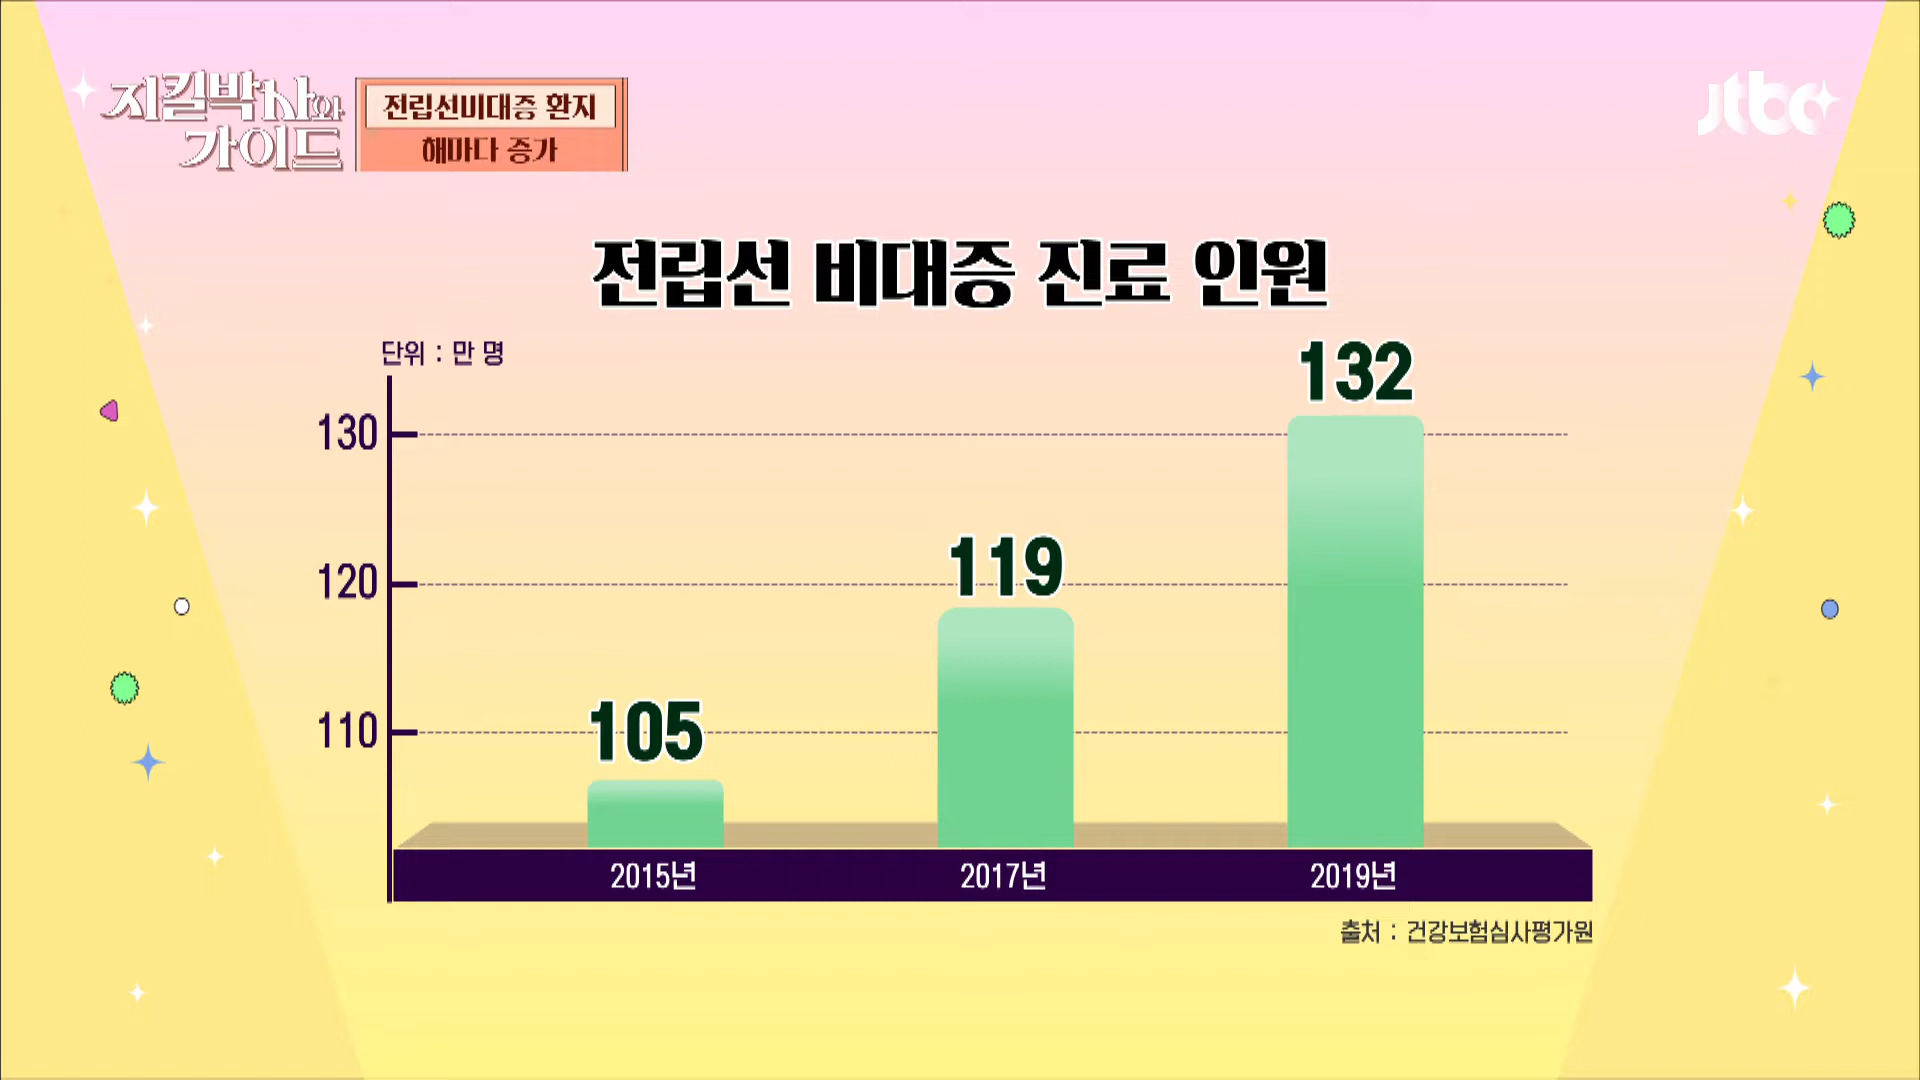 지킬박사와
가이드
전립선비대증 환자
해마다 증가
jtbc
전립선 비대증 진료 인원
단위 : 만 명
130
120
110
105
119
132
2015년
2017년
2019년
출처 : 건강보험심사평가원